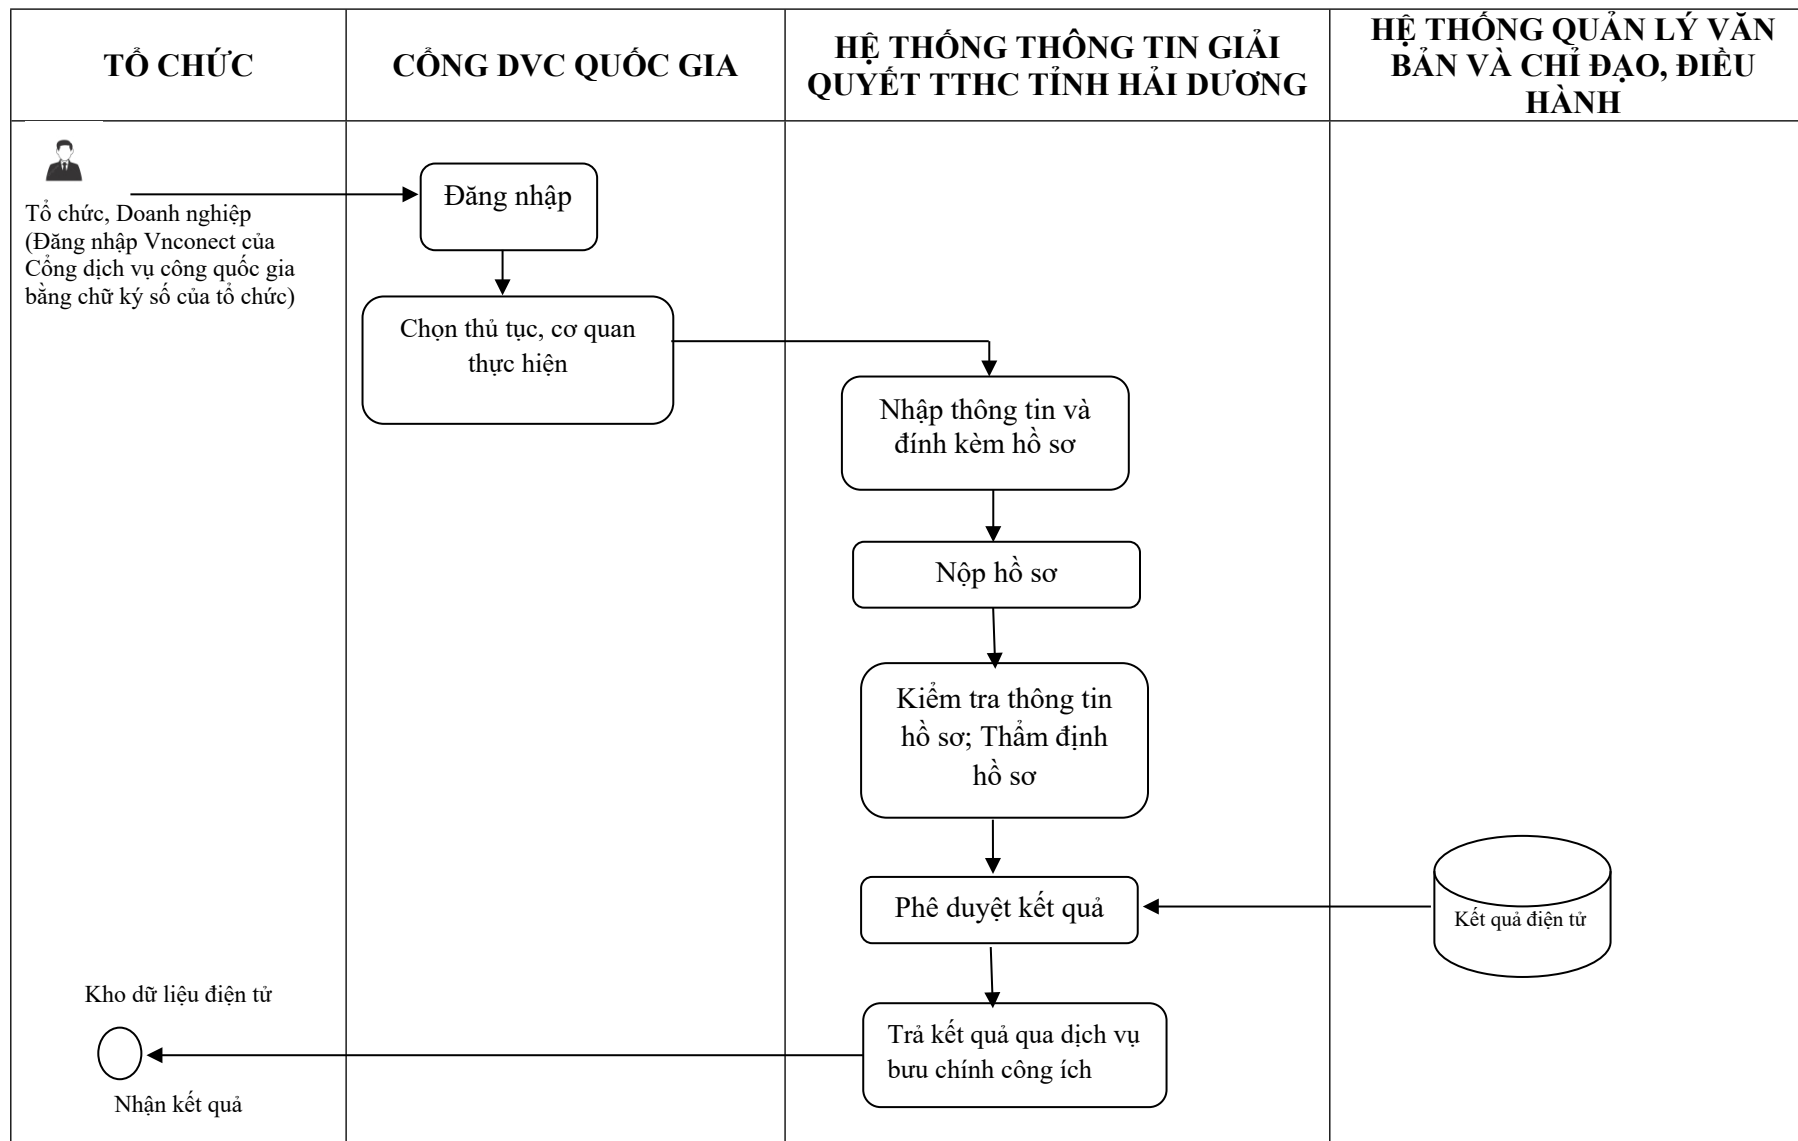 TỔ CHỨC
CỔNG DVC QUỐC GIA
HỆ THỐNG THÔNG TIN GIẢI
QUYẾT TTHC TỈNH HẢI DƯƠNG
HỆ THỐNG QUẢN LÝ VĂN
BẢN VÀ CHỈ ĐẠO, ĐIỀU
HÀNH
Tổ chức, Doanh nghiệp
(Đăng nhập Vnconect của
Cổng dịch vụ công quốc gia
bằng chữ ký số của tổ chức)
Đăng nhập
Chọn thủ tục, cơ quan
thực hiện
Nhập thông tin và
đính kèm hồ sơ
Nộp hồ sơ
Kiểm tra thông tin
hồ sơ; Thẩm định
hồ sơ
Phê duyệt kết quả
Kết quả điện tử
Trả kết quả qua dịch vụ
bưu chính công ích
Kho dữ liệu điện tử
Nhận kết quả